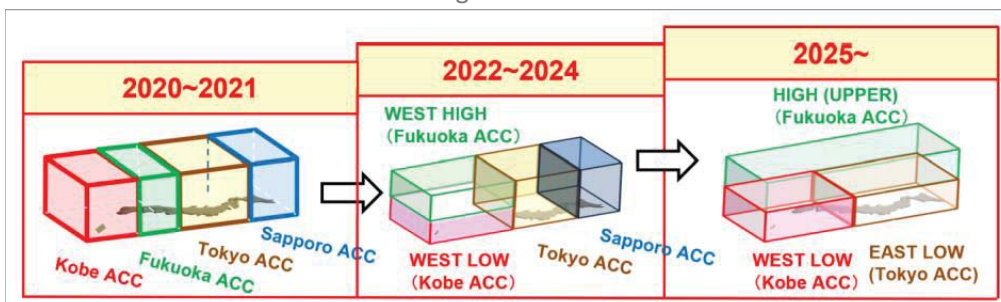 2020~2021
Kobe ACC
Fukuoka ACC
Tokyo ACC
Sapporo ACC
2022~2024
WEST HIGH
(Fukuoka ACC)
WEST LOW
(Kobe ACC)
Tokyo ACC
Sapporo ACC
2025~
HIGH (UPPER)
(Fukuoka ACC)
WEST LOW
(Kobe ACC)
EAST LOW
(Tokyo ACC)